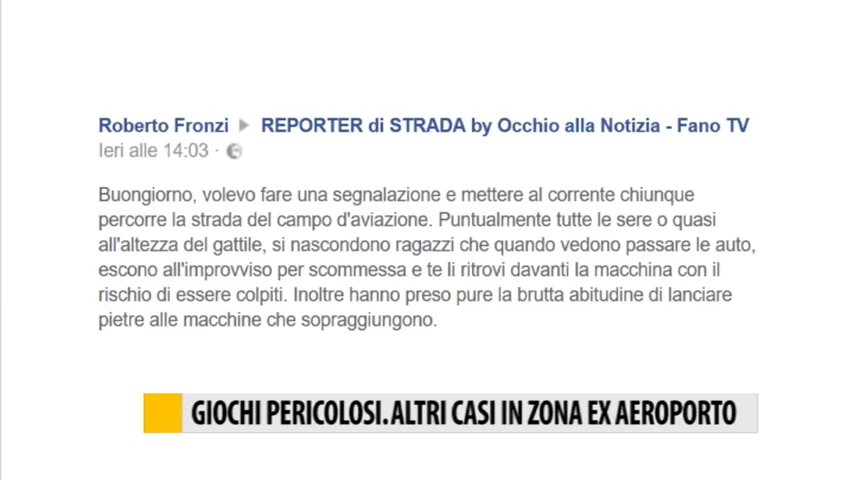 Roberto Fronzi ▶ REPORTER di STRADA by Occhio alla Notizia - Fano TV
Ieri alle 14:03 ·
Buongiorno, volevo fare una segnalazione e mettere al corrente chiunque
percorre la strada del campo d'aviazione. Puntualmente tutte le sere o quasi
all'altezza del gattile, si nascondono ragazzi che quando vedono passare le auto,
escono all'improvviso per scommessa e te li ritrovi davanti la macchina con il
rischio di essere colpiti. Inoltre hanno preso pure la brutta abitudine di lanciare
pietre alle macchine che sopraggiungono.
GIOCHI PERICOLOSI.ALTRI CASI IN ZONA EX AEROPORTO